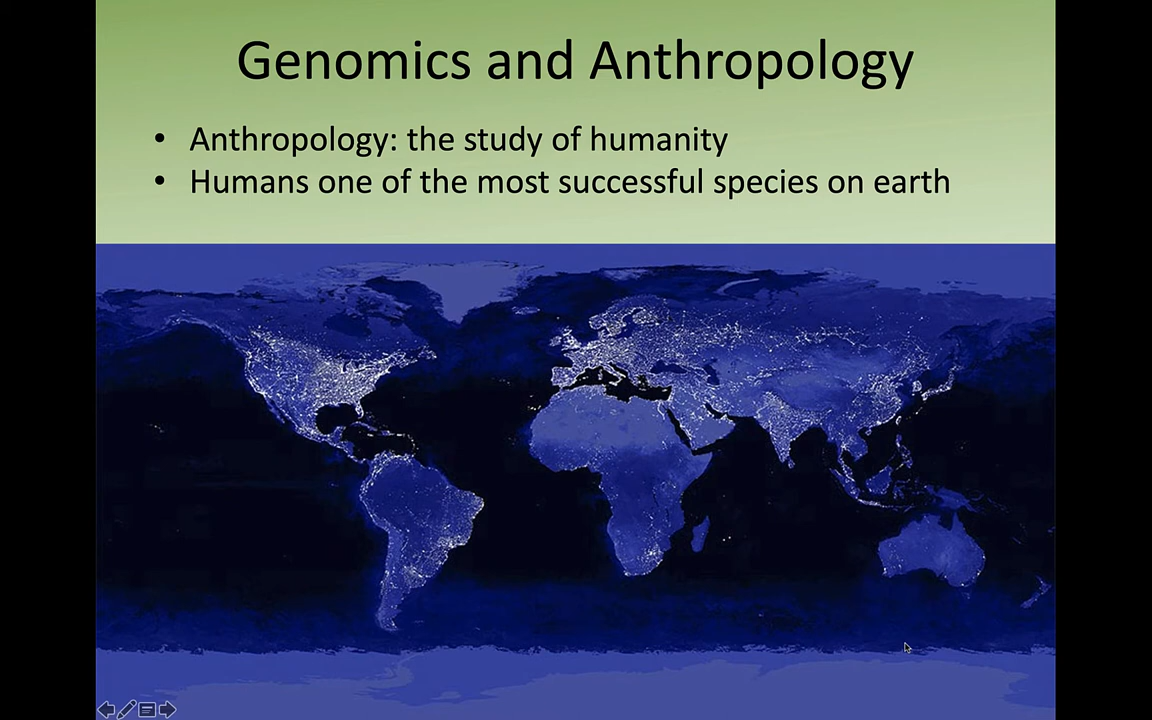 Genomics and Anthropology
• Anthropology: the study of humanity
• Humans one of the most successful species on earth